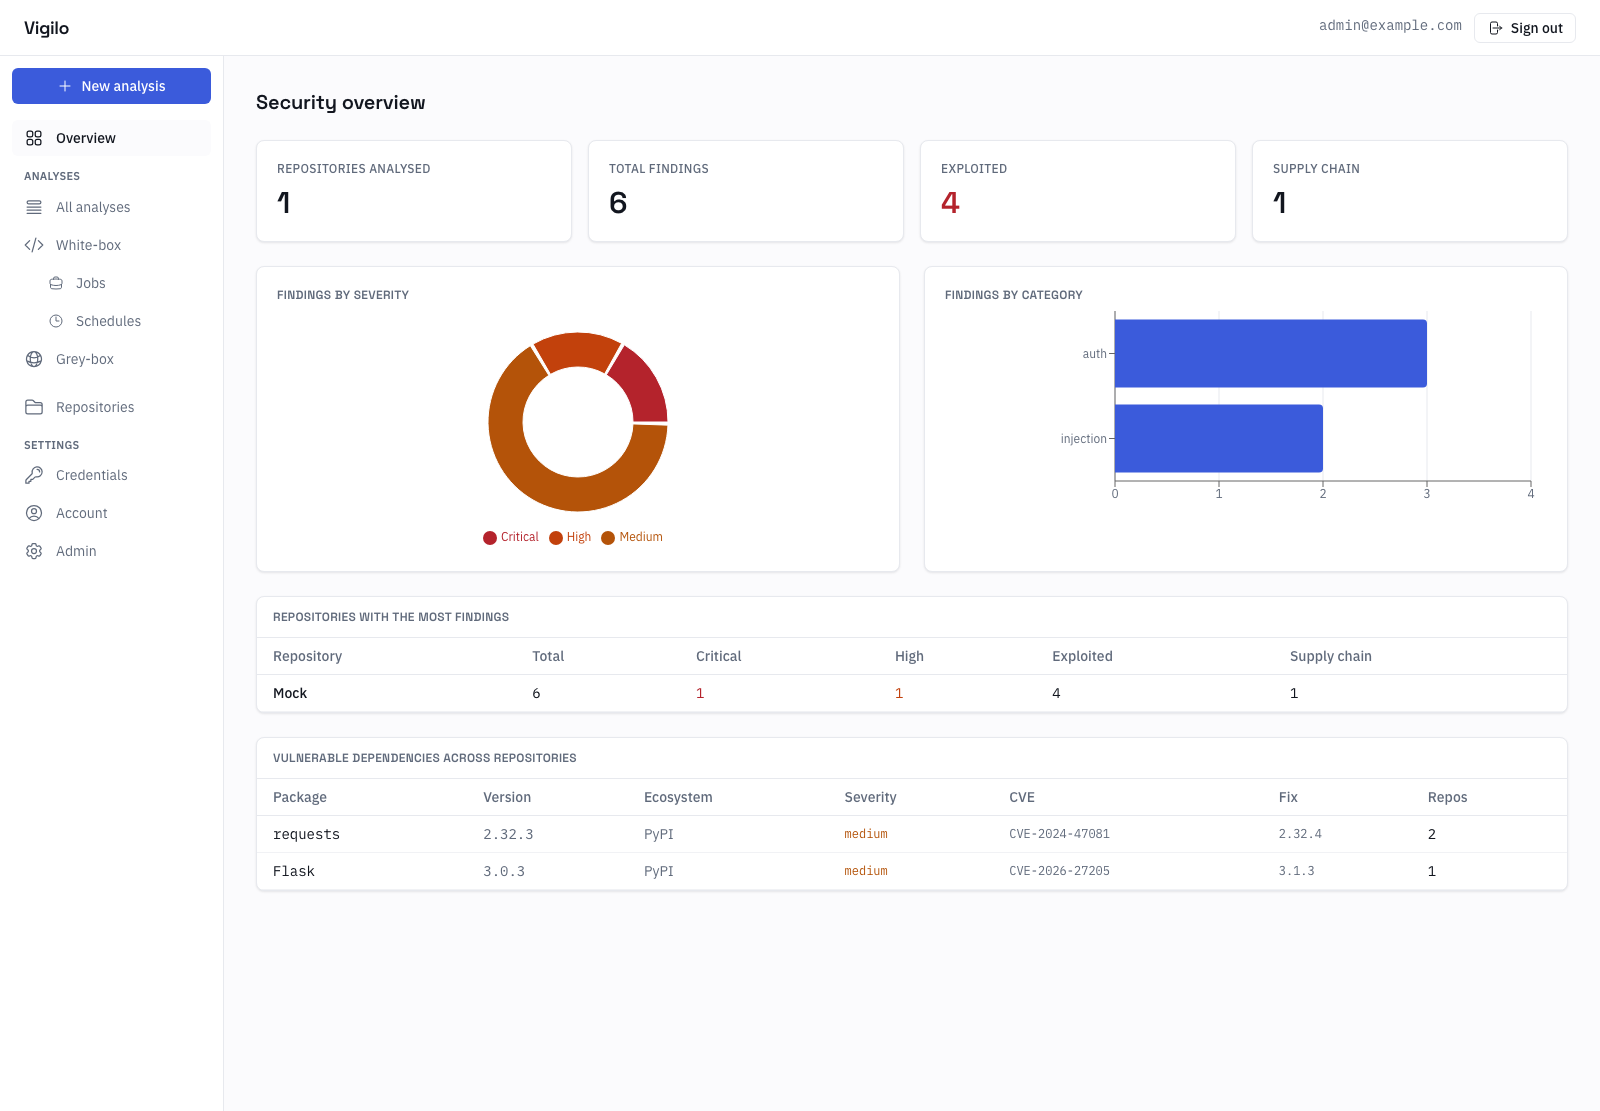 Vigilo
admin@example.com
Sign out
New analysis
Overview
ANALYSES
All analyses
White-box
Jobs
Schedules
Grey-box
Repositories
SETTINGS
Credentials
Account
Admin
Security overview
REPOSITORIES ANALYSED
1
TOTAL FINDINGS
6
EXPLOITED
4
SUPPLY CHAIN
1
FINDINGS BY SEVERITY
Critical High Medium
FINDINGS BY CATEGORY
auth
injection
0 1 2 3 4
REPOSITORIES WITH THE MOST FINDINGS
Repository Total Critical High Exploited Supply chain
Mock 6 1 1 4 1
VULNERABLE DEPENDENCIES ACROSS REPOSITORIES
Package Version Ecosystem Severity CVE Fix Repos
requests 2.32.3 PyPI medium CVE-2024-47081 2.32.4 2
Flask 3.0.3 PyPI medium CVE-2026-27205 3.1.3 1